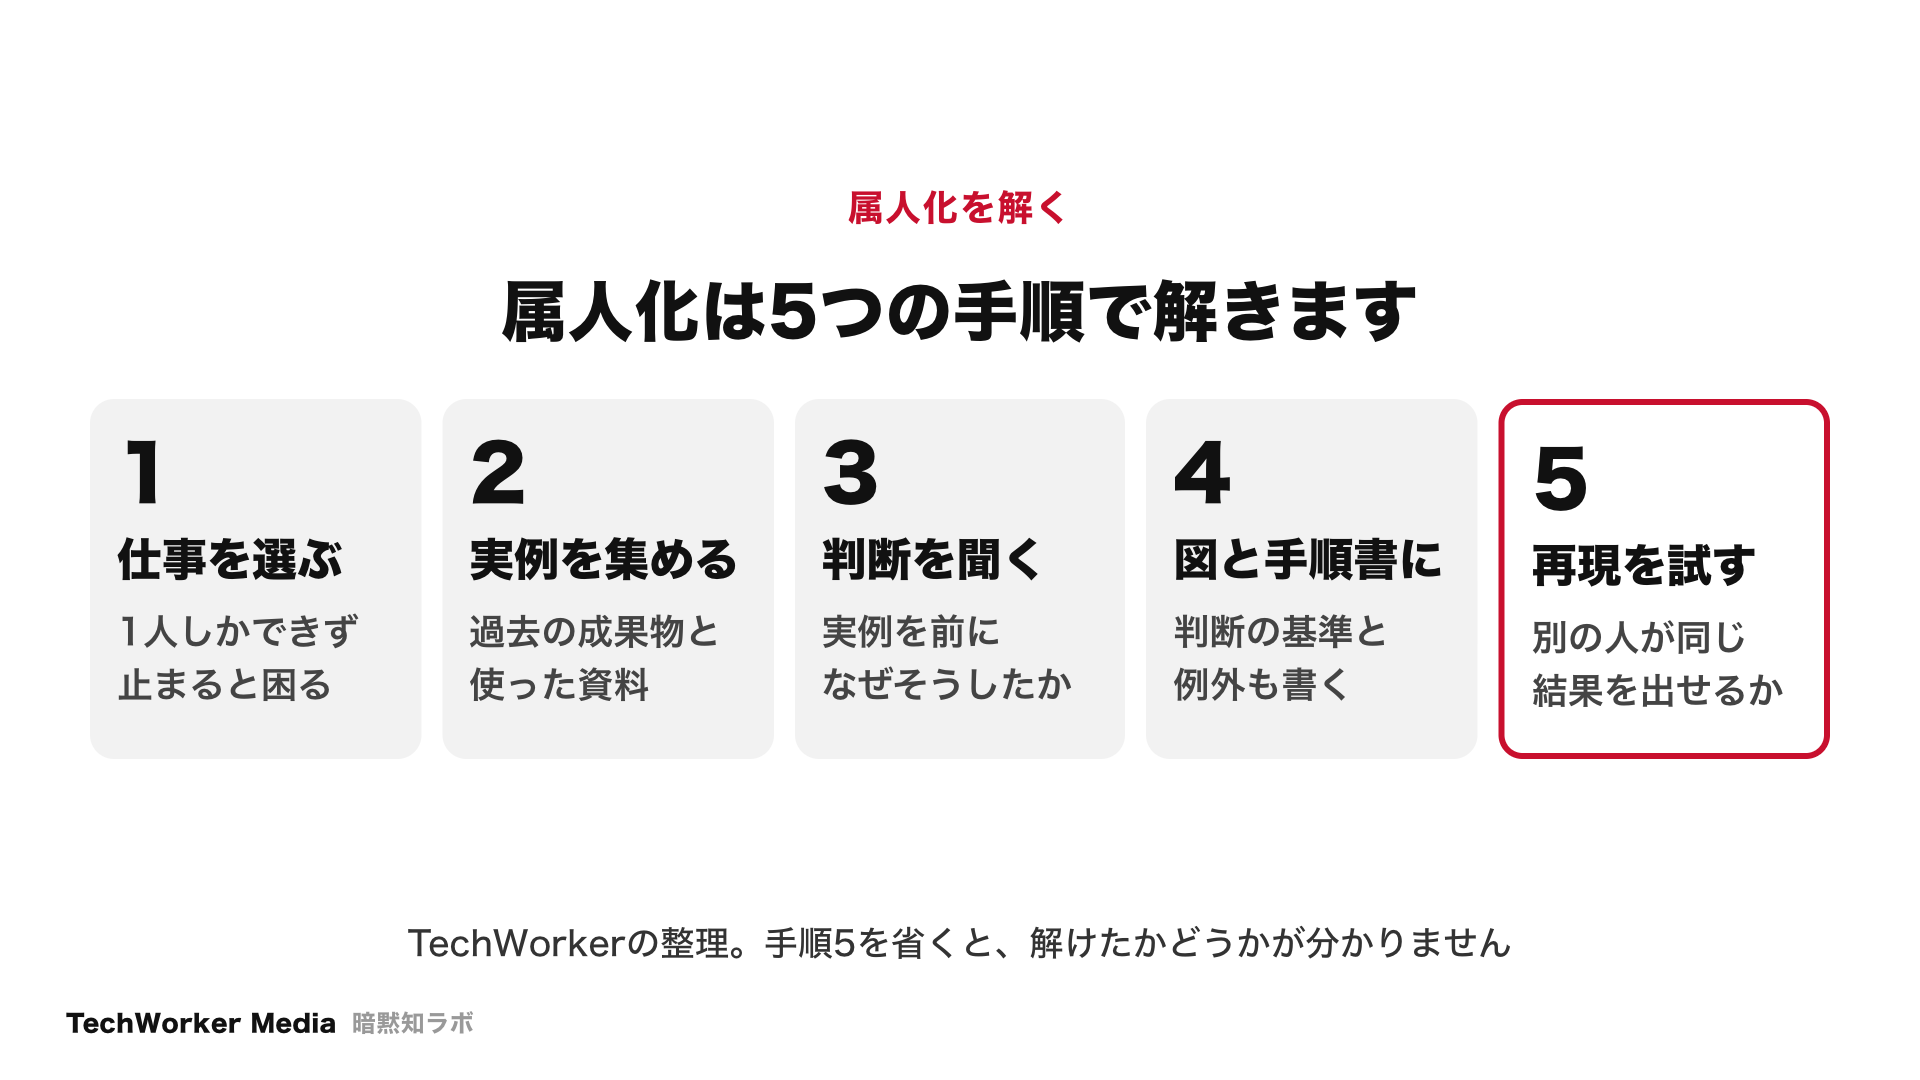 属人化を解く
属人化は5つの手順で解きます
1
仕事を選ぶ
1人しかできず
止まると困る
2
実例を集める
過去の成果物と
使った資料
3
判断を聞く
実例を前に
なぜそうしたか
4
図と手順書に
判断の基準と
例外も書く
5
再現を試す
別の人が同じ
結果を出せるか
TechWorkerの整理。手順5を省くと、解けたかどうかが分かりません
TechWorker Media 暗黙知ラボ